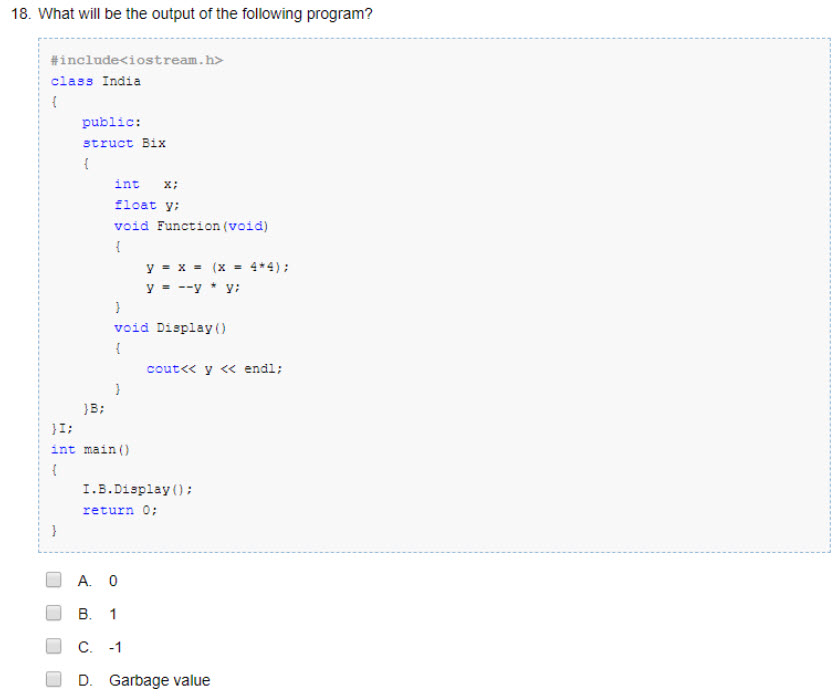 18. What will be the output of the following program?
#include<iostream.h>
class India
{
    public:
    struct Bix
    {
        int   x;
        float y;
        void Function(void)
        {
            y = x = (x = 4*4);
            y = --y * y;
        }
        void Display()
        {
            cout<< y << endl;
        }
    }B;
}I;
int main()
{
    I.B.Display();
    return 0;
}
A. 0
B. 1
C. -1
D. Garbage value